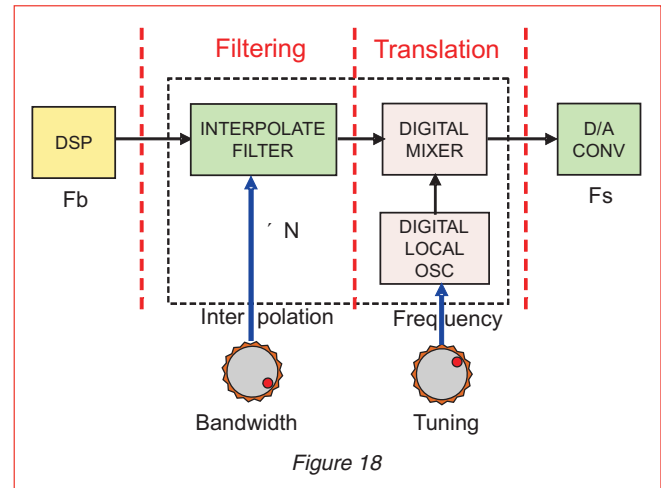 Filtering
Translation
DSP
INTERPOLATE
FILTER
DIGITAL
MIXER
D/A
CONV
Fb
Fs
´ N
DIGITAL
LOCAL
OSC
Inter polation
Frequency
Bandwidth
Tuning
Figure 18